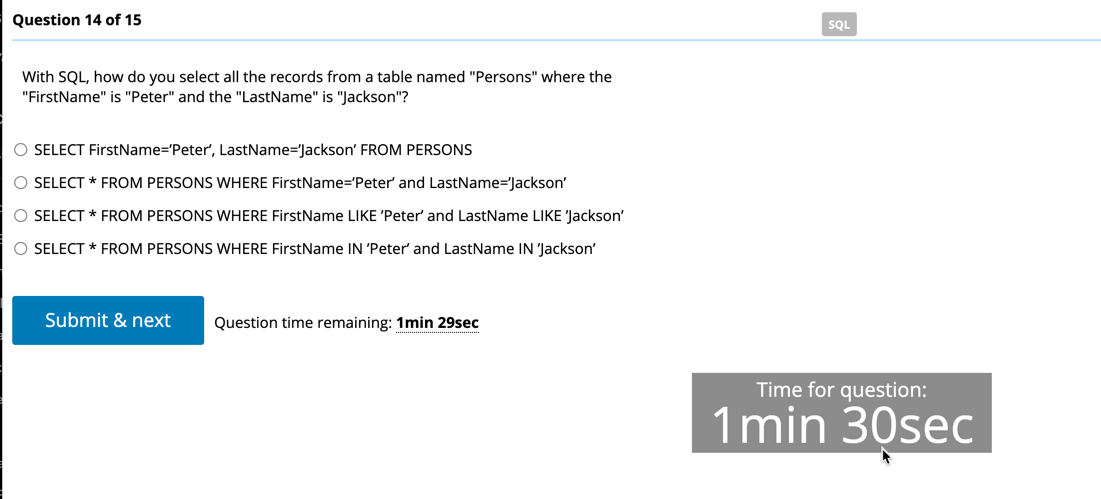 Question 14 of 15
SQL
With SQL, how do you select all the records from a table named "Persons" where the
"FirstName" is "Peter" and the "LastName" is "Jackson"?
SELECT FirstName=’Peter’, LastName=’Jackson’ FROM PERSONS
SELECT * FROM PERSONS WHERE FirstName=’Peter’ and LastName=’Jackson’
SELECT * FROM PERSONS WHERE FirstName LIKE ’Peter’ and LastName LIKE ’Jackson’
SELECT * FROM PERSONS WHERE FirstName IN ’Peter’ and LastName IN ’Jackson’
Submit & next
Question time remaining: 1min 29sec
Time for question:
1min 30sec